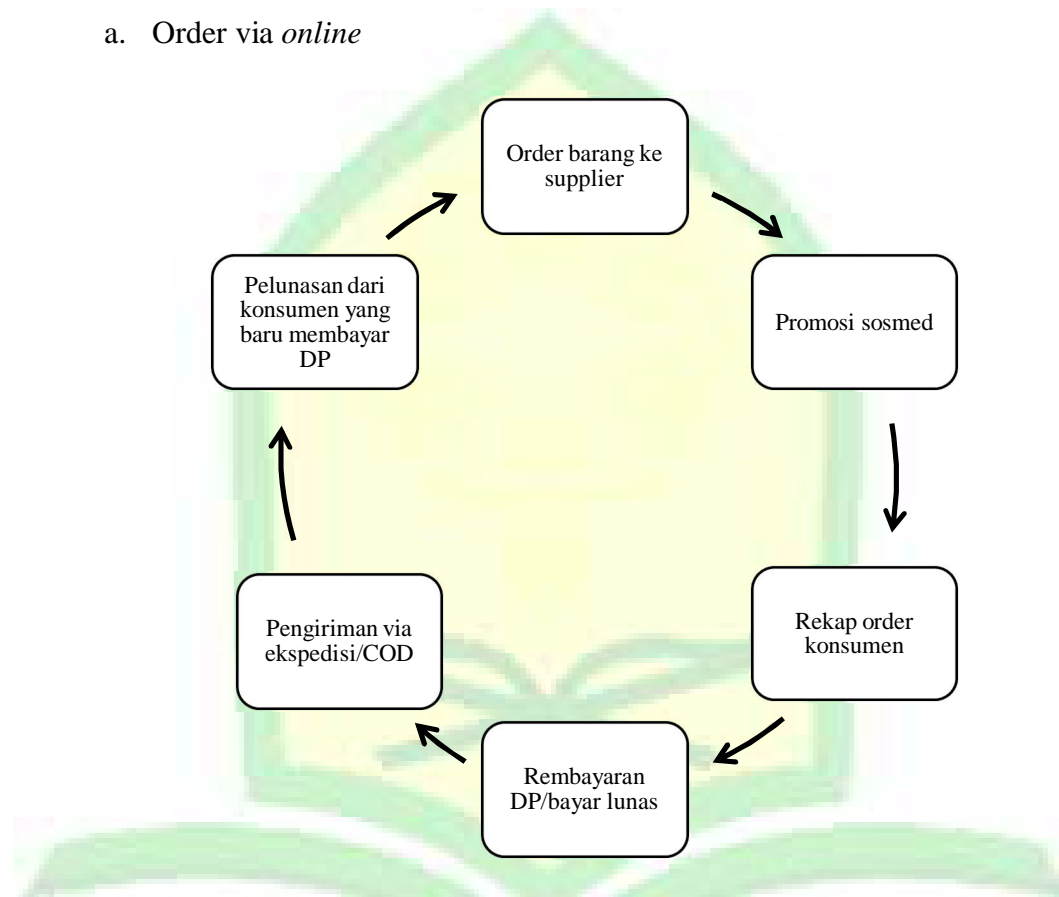 a. Order via online
Order barang ke
supplier
Promosi sosmed
Rekap order
konsumen
Rembayaran
DP/bayar lunas
Pengiriman via
ekspedisi/COD
Pelunasan dari
konsumen yang
baru membayar
DP